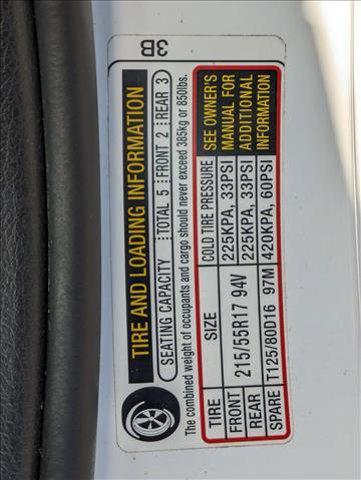 3B
TIRE AND LOADING INFORMATION
SEATING CAPACITY TOTAL 5 FRONT 2 REAR 3
The combined weight of occupants and cargo should never exceed 385kg or 850lbs.
TIRE SIZE COLD TIRE PRESSURE SEE OWNER'S MANUAL FOR ADDITIONAL INFORMATION
FRONT 215/55R17 94V 225KPA, 33PSI
REAR 225KPA, 33PSI
SPARE T125/80D16 97M 420KPA, 60PSI